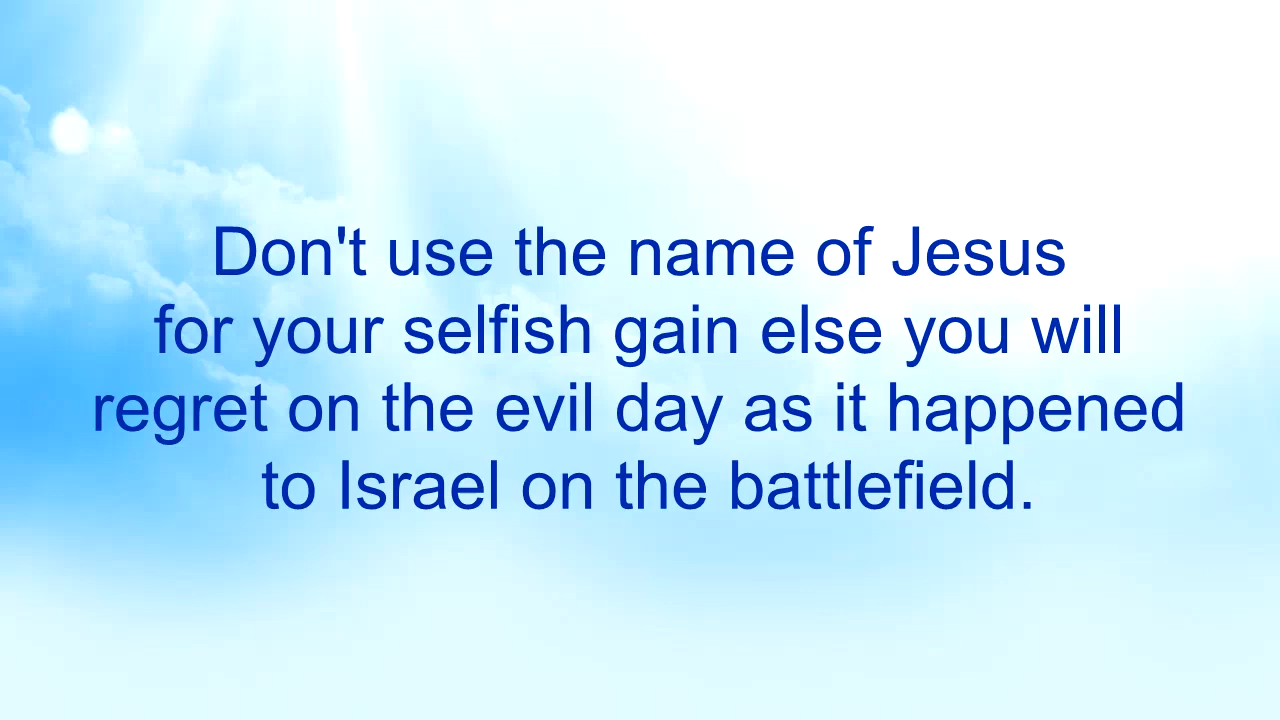 Don't use the name of Jesus
for your selfish gain else you will
regret on the evil day as it happened
to Israel on the battlefield.